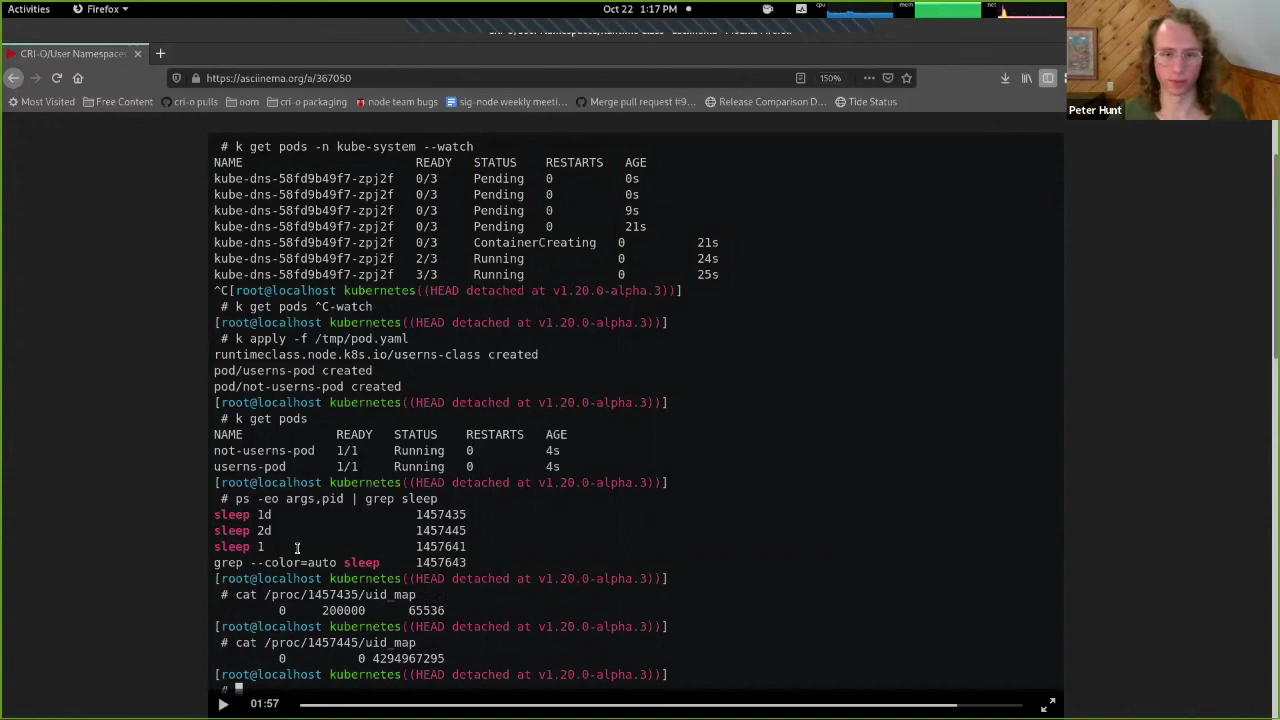 Activities Firefox Oct 22 1:17 PM cpu mem net
CRI-O/User Namespaces
https://asciinema.org/a/367050 150%
Most Visited Free Content cri-o pulls oom cri-o packaging node team bugs sig-node weekly meeti... Merge pull request #9... Release Comparison D... Tide Status
Peter Hunt
# k get pods -n kube-system --watch
NAME READY STATUS RESTARTS AGE
kube-dns-58fd9b49f7-zpj2f 0/3 Pending 0 0s
kube-dns-58fd9b49f7-zpj2f 0/3 Pending 0 0s
kube-dns-58fd9b49f7-zpj2f 0/3 Pending 0 9s
kube-dns-58fd9b49f7-zpj2f 0/3 Pending 0 21s
kube-dns-58fd9b49f7-zpj2f 0/3 ContainerCreating 0 21s
kube-dns-58fd9b49f7-zpj2f 2/3 Running 0 24s
kube-dns-58fd9b49f7-zpj2f 3/3 Running 0 25s
^C[root@localhost kubernetes((HEAD detached at v1.20.0-alpha.3))]
# k get pods ^C-watch
[root@localhost kubernetes((HEAD detached at v1.20.0-alpha.3))]
# k apply -f /tmp/pod.yaml
runtimeclass.node.k8s.io/userns-class created
pod/userns-pod created
pod/not-userns-pod created
[root@localhost kubernetes((HEAD detached at v1.20.0-alpha.3))]
# k get pods
NAME READY STATUS RESTARTS AGE
not-userns-pod 1/1 Running 0 4s
userns-pod 1/1 Running 0 4s
[root@localhost kubernetes((HEAD detached at v1.20.0-alpha.3))]
# ps -eo args,pid | grep sleep
sleep 1d 1457435
sleep 2d 1457445
sleep 1 1457641
grep --color=auto sleep 1457643
[root@localhost kubernetes((HEAD detached at v1.20.0-alpha.3))]
# cat /proc/1457435/uid_map
0 200000 65536
[root@localhost kubernetes((HEAD detached at v1.20.0-alpha.3))]
# cat /proc/1457445/uid_map
0 0 4294967295
[root@localhost kubernetes((HEAD detached at v1.20.0-alpha.3))]
#
01:57